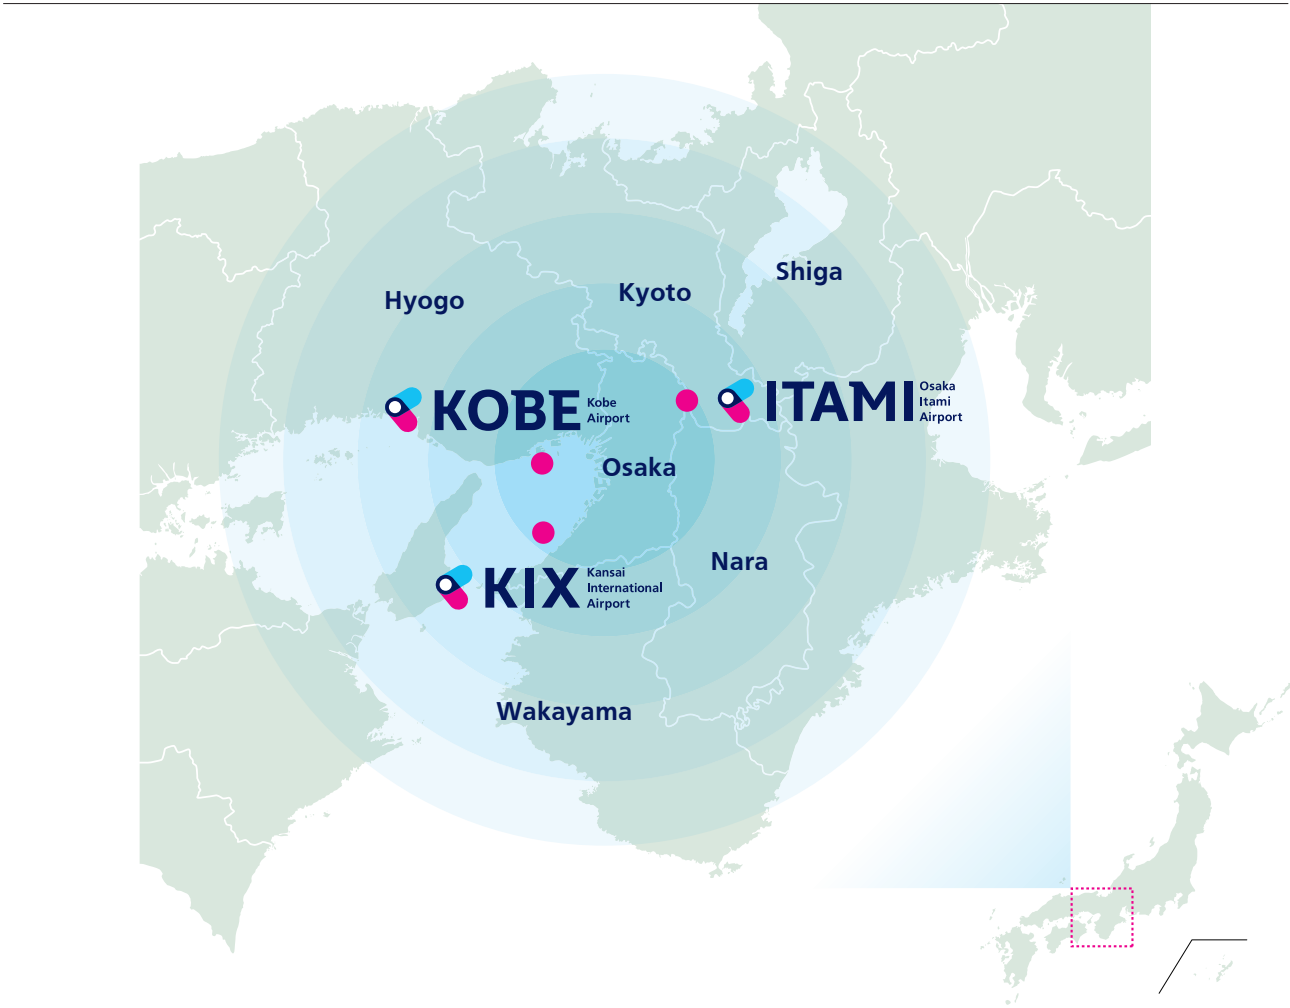 Shiga
Kyoto
Hyogo
KOBE
Kobe
Airport
ITAMI
Osaka
Itami
Airport
Osaka
Nara
KIX
Kansai
International
Airport
Wakayama